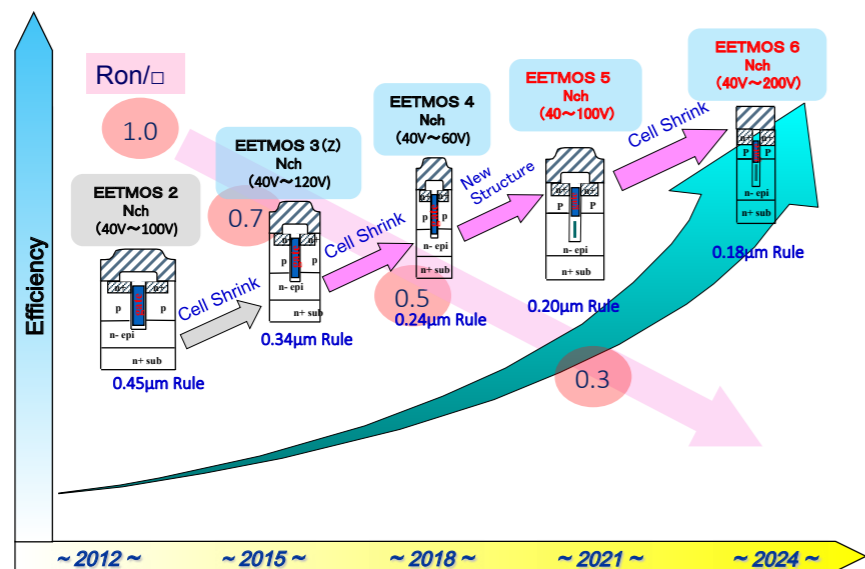 Efficiency
Ron/□
1.0
0.7
0.5
0.3
EETMOS 2
Nch
(40V～100V)
n+
n+
p
p
n- epi
n+ sub
0.45μm Rule
Cell Shrink
EETMOS 3(Z)
Nch
(40V～120V)
n+
n+
p
p
n- epi
n+ sub
0.34μm Rule
Cell Shrink
EETMOS 4
Nch
(40V～60V)
p
p
n- epi
n+ sub
0.24μm Rule
New
Structure
EETMOS 5
Nch
(40～100V)
P
P
n- epi
n+ sub
0.20μm Rule
Cell Shrink
EETMOS 6
Nch
(40V～200V)
P
P
n- epi
n+ sub
0.18μm Rule
～2012～
～2015～
～2018～
～2021～
～2024～